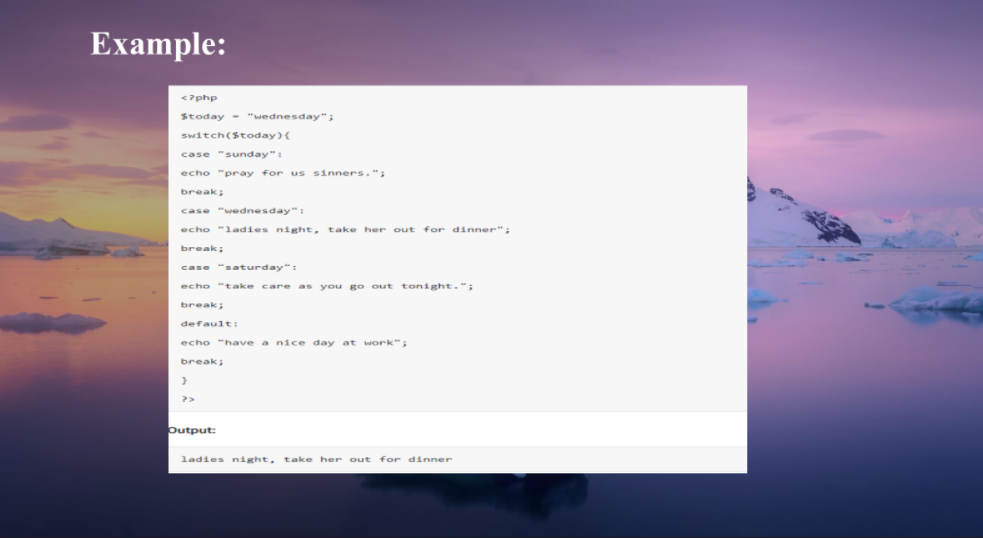 Example:
<?php
$today = "wednesday";
switch($today){
case "sunday":
echo "pray for us sinners.";
break;
case "wednesday":
echo "ladies night, take her out for dinner";
break;
case "saturday":
echo "take care as you go out tonight.";
break;
default:
echo "have a nice day at work";
break;
}
?>
Output:
ladies night, take her out for dinner